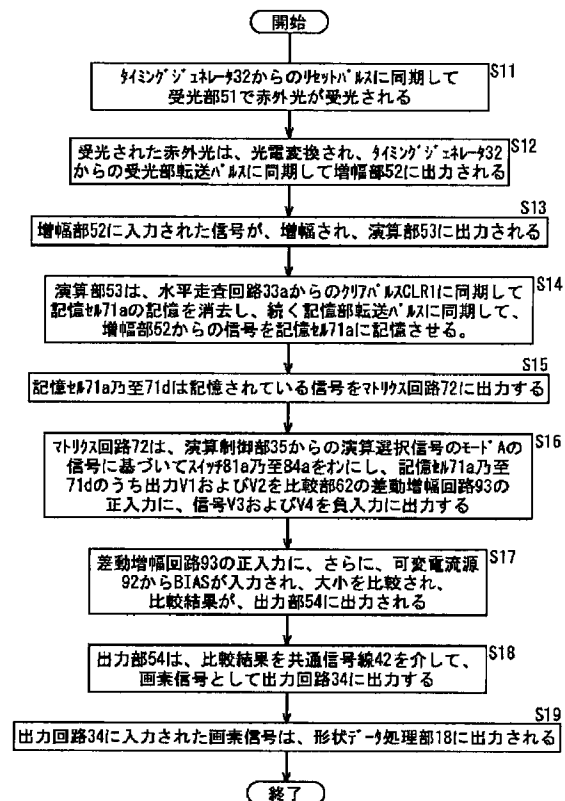 開始
S11
ﾀｲﾐﾝｸﾞｼﾞｪﾈﾚｰﾀ32からのﾘｾｯﾄﾊﾟﾙｽに同期して
受光部51で赤外光が受光される
S12
受光された赤外光は、光電変換され、ﾀｲﾐﾝｸﾞｼﾞｪﾈﾚｰﾀ32
からの受光部転送ﾊﾟﾙｽに同期して増幅部52に出力される
S13
増幅部52に入力された信号が、増幅され、演算部53に出力される
S14
演算部53は、水平走査回路33aからのｸﾘｱﾊﾟﾙｽCLR1に同期して
記憶ｾﾙ71aの記憶を消去し、続く記憶部転送ﾊﾟﾙｽに同期して、
増幅部52からの信号を記憶ｾﾙ71aに記憶させる。
S15
記憶ｾﾙ71a乃至71dは記憶されている信号をﾏﾄﾘｸｽ回路72に出力する
S16
ﾏﾄﾘｸｽ回路72は、演算制御部35からの演算選択信号のﾓｰﾄﾞAの
信号に基づいてｽｲｯﾁ81a乃至84aをｵﾝにし、記憶ｾﾙ71a乃至
71dのうち出力V1およびV2を比較部62の差動増幅回路93の
正入力に、信号V3およびV4を負入力に出力する
S17
差動増幅回路93の正入力に、さらに、可変電流源
92からBIASが入力され、大小を比較され、
比較結果が、出力部54に出力される
S18
出力部54は、比較結果を共通信号線42を介して、
画素信号として出力回路34に出力する
S19
出力回路34に入力された画素信号は、形状ﾃﾞｰﾀ処理部18に出力される
終了